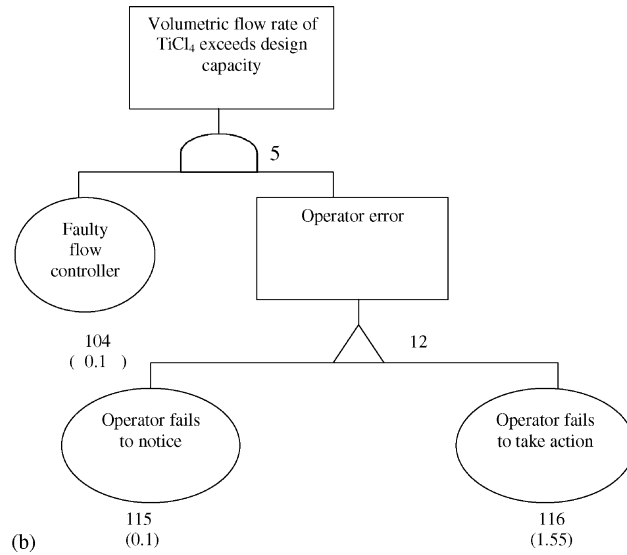 Volumetric flow rate of
TiCl₄ exceeds design
capacity
5
Faulty
flow
controller
Operator error
104
( 0.1 )
12
Operator fails
to notice
Operator fails
to take action
115
(0.1)
116
(1.55)
(b)